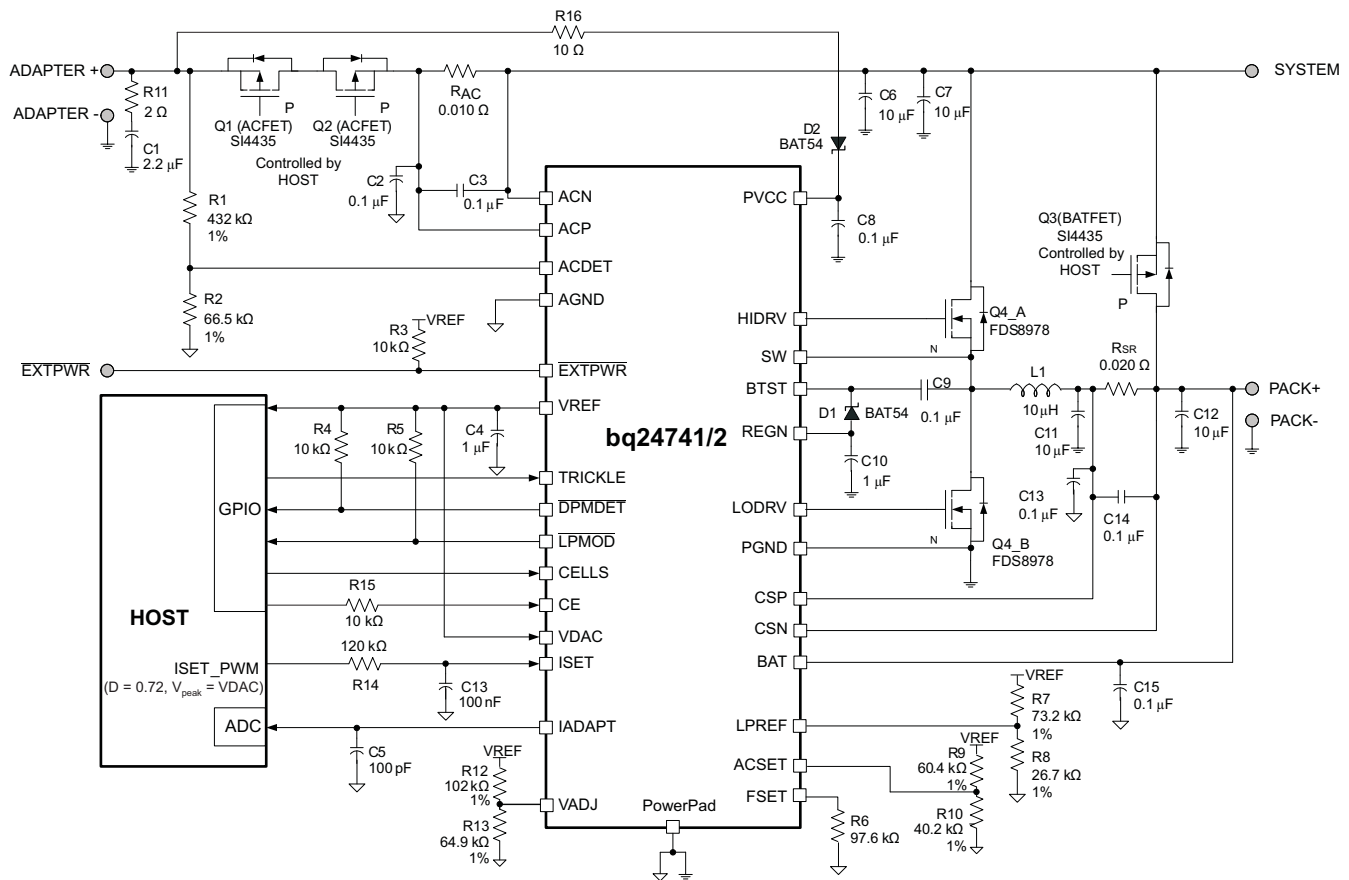 R16
10 Ω
ADAPTER +
SYSTEM
R11
2 Ω
P
P
R_AC
0.010 Ω
C6
10 µF
C7
10 µF
ADAPTER -
Q1 (ACFET)
SI4435
Q2 (ACFET)
SI4435
C1
2.2 µF
Controlled by
HOST
D2
BAT54
R1
432 kΩ
1%
C2
0.1 µF
C3
0.1 µF
ACN
ACP
PVCC
C8
0.1 µF
Q3(BATFET)
SI4435
Controlled by
HOST
P
ACDET
R2
66.5 kΩ
1%
AGND
R3
10 kΩ
VREF
EXTPWR
EXTPWR
HIDRV
N
Q4_A
FDS8978
SW
RSR
0.020 Ω
BTST
C9
0.1 µF
L1
10 µH
PACK+
PACK-
D1
BAT54
REGN
C10
1 µF
C11
10 µF
C12
10 µF
VREF
R4
10 kΩ
R5
10 kΩ
C4
1 µF
bq24741/2
TRICKLE
GPIO
DPMDET
LPMOD
CELLS
R15
10 kΩ
CE
VDAC
HOST
120 kΩ
R14
ISET_PWM
(D = 0.72, Vpeak = VDAC)
ISET
C13
100 nF
ADC
IADAPT
C5
100 pF
LODRV
N
Q4_B
FDS8978
PGND
C13
0.1 µF
C14
0.1 µF
CSP
CSN
BAT
C15
0.1 µF
VREF
R7
73.2 kΩ
1%
LPREF
R8
26.7 kΩ
1%
VREF
R9
60.4 kΩ
1%
ACSET
R10
40.2 kΩ
1%
FSET
R6
97.6 kΩ
VREF
R12
102 kΩ
1%
VADJ
R13
64.9 kΩ
1%
PowerPad